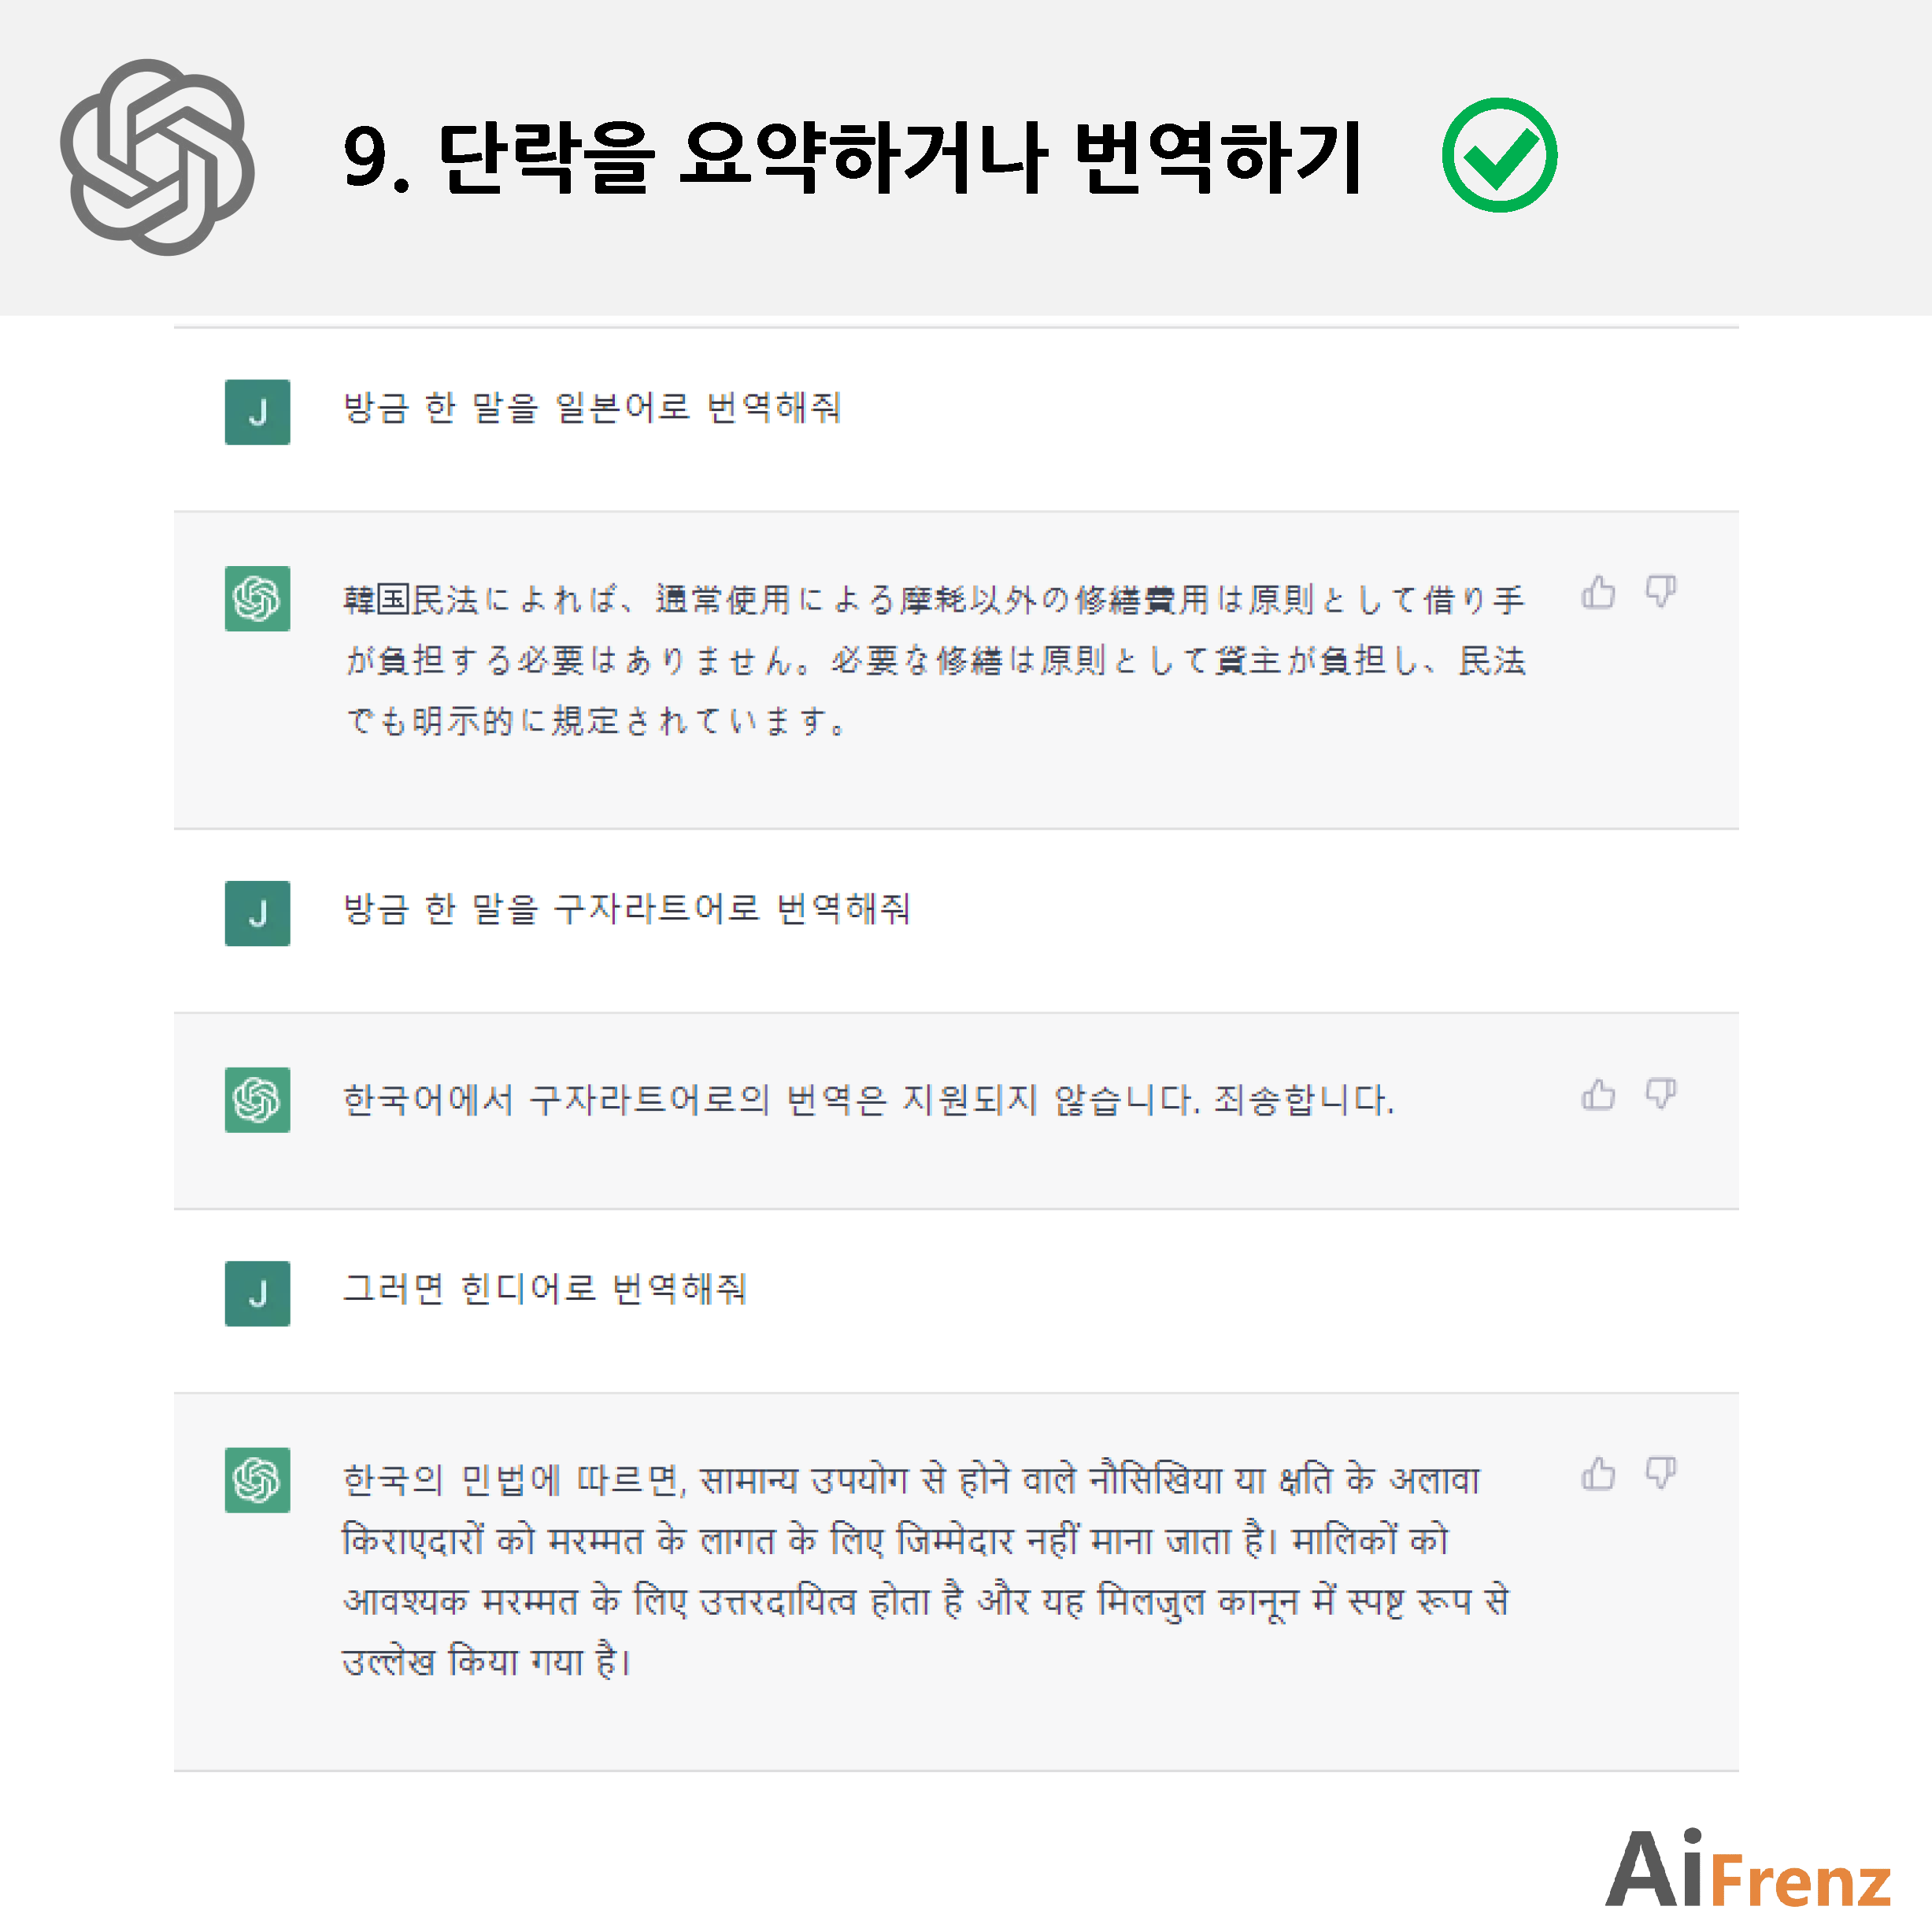 9. 단락을 요약하거나 번역하기
J
방금 한 말을 일본어로 번역해줘
韓国民法によれば、通常使用による摩耗以外の修繕費用は原則として借り手
が負担する必要はありません。必要な修繕は原則として貸主が負担し、民法
でも明示的に規定されています。
J
방금 한 말을 구자라트어로 번역해줘
한국어에서 구자라트어로의 번역은 지원되지 않습니다. 죄송합니다.
J
그러면 힌디어로 번역해줘
한국의 민법에 따르면, सामान्य उपयोग से होने वाले नौसिखिया या क्षति के अलावा
किराएदारों को मरम्मत के लागत के लिए जिम्मेदार नहीं माना जाता है। मालिकों को
आवश्यक मरम्मत के लिए उत्तरदायित्व होता है और यह मिलजुल कानून में स्पष्ट रूप से
उल्लेख किया गया है।
AiFrenz